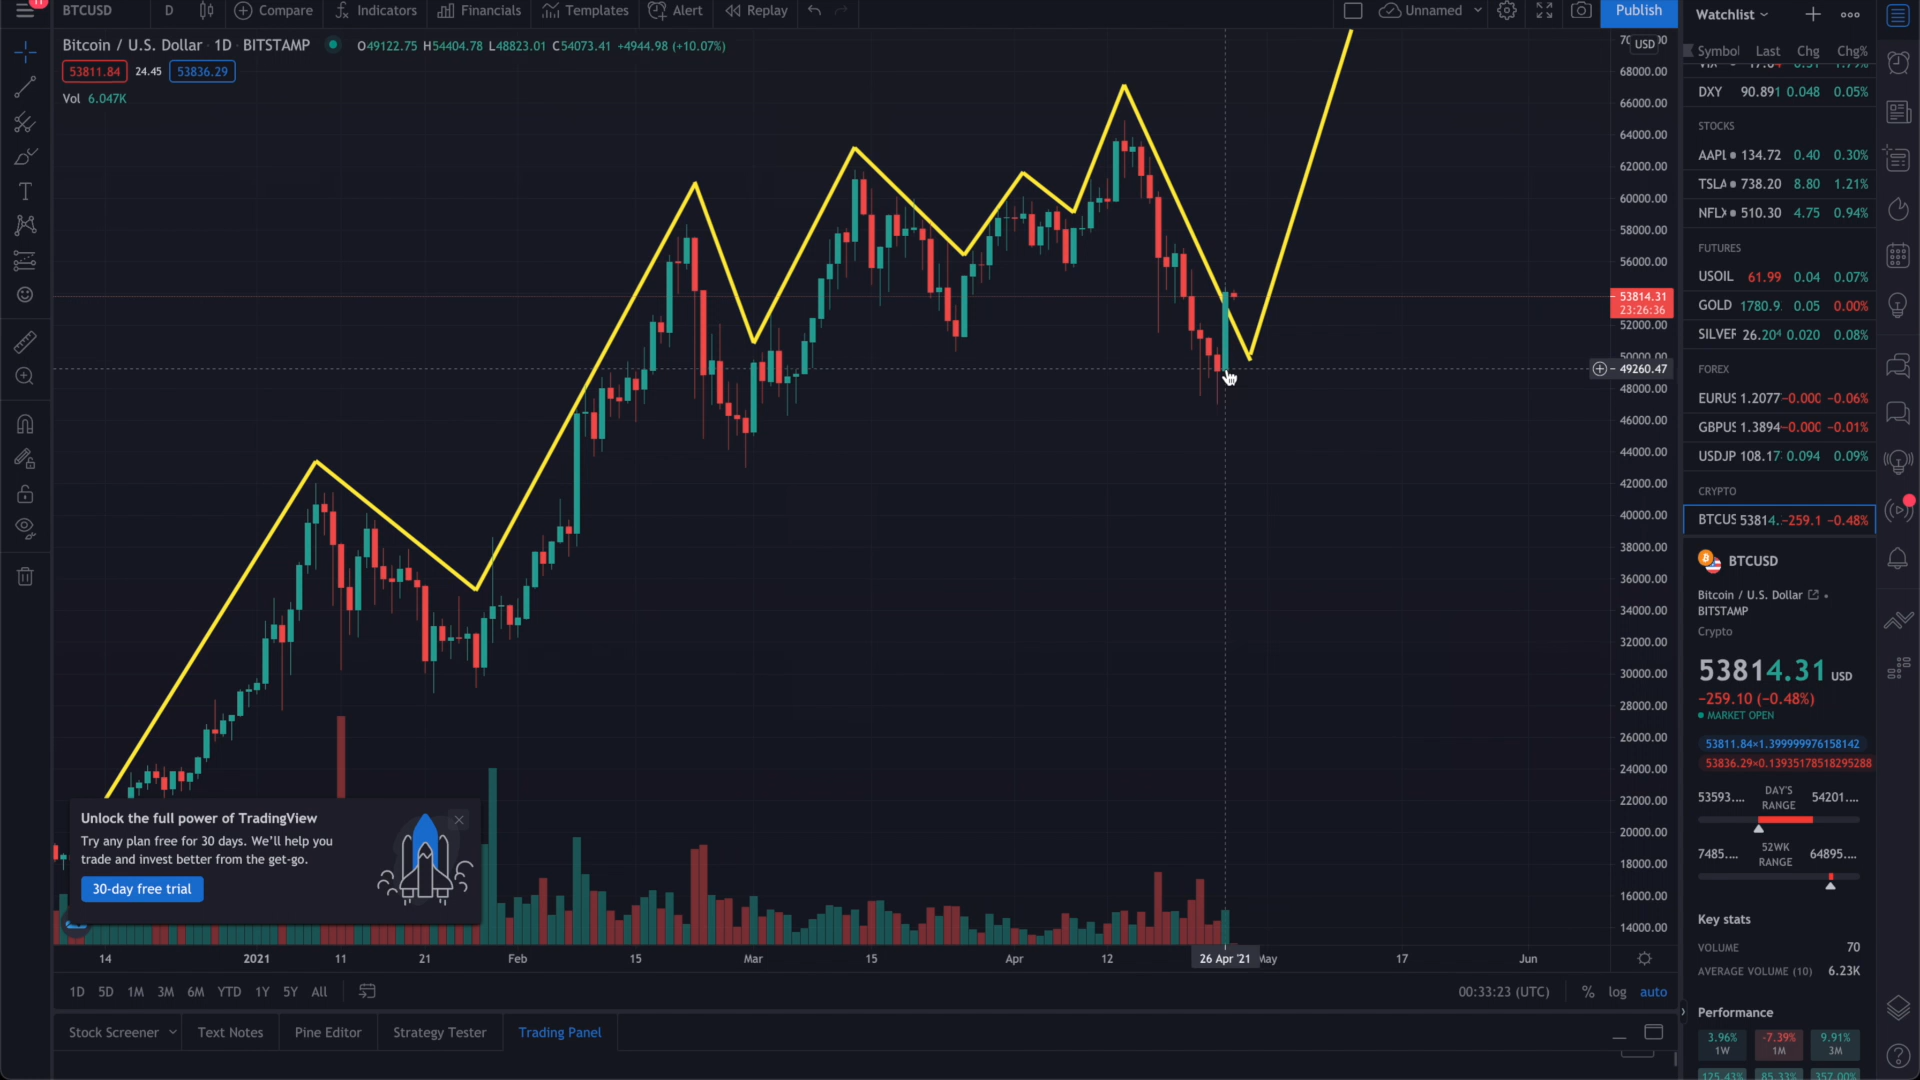 11
BTCUSD D Compare Indicators Financials Templates Alert Replay Unnamed Publish
Bitcoin / U.S. Dollar · 1D · BITSTAMP O49122.75 H54404.78 L48823.01 C54073.41 +4944.98 (+10.07%)
53811.84 24.45 53836.29
Vol 6.047K
USD
68000.00
66000.00
64000.00
62000.00
60000.00
58000.00
56000.00
53814.31
23:26:36
52000.00
50000.00
49260.47
48000.00
46000.00
44000.00
42000.00
40000.00
38000.00
36000.00
34000.00
32000.00
30000.00
28000.00
26000.00
24000.00
22000.00
20000.00
18000.00
16000.00
14000.00
Unlock the full power of TradingView
Try any plan free for 30 days. We'll help you
trade and invest better from the get-go.
30-day free trial
14 2021 11 21 Feb 15 Mar 15 Apr 12 26 Apr '21 May 17 Jun
1D 5D 1M 3M 6M YTD 1Y 5Y All 00:33:23 (UTC) % log auto
Stock Screener Text Notes Pine Editor Strategy Tester Trading Panel
Watchlist
Symbol Last Chg Chg%
DXY 90.891 0.048 0.05%
STOCKS
AAPL 134.72 0.40 0.30%
TSLA 738.20 8.80 1.21%
NFLX 510.30 4.75 0.94%
FUTURES
USOIL 61.99 0.04 0.07%
GOLD 1780.9 0.05 0.00%
SILVER 26.204 0.020 0.08%
FOREX
EURUS 1.2077 -0.000 -0.06%
GBPUS 1.3894 -0.000 -0.01%
USDJP 108.17 0.094 0.09%
CRYPTO
BTCUS 53814. -259.1 -0.48%
BTCUSD
Bitcoin / U.S. Dollar
BITSTAMP
Crypto
53814.31 USD
-259.10 (-0.48%)
MARKET OPEN
53811.84×1.399999976158142
53836.29×0.13935178518295288
53593.... DAY'S RANGE 54201....
7485.... 52WK RANGE 64895....
Key stats
VOLUME 70
AVERAGE VOLUME (10) 6.23K
Performance
3.96% -7.39% 9.91%
1W 1M 3M
125.43% 85.33% 357.00%